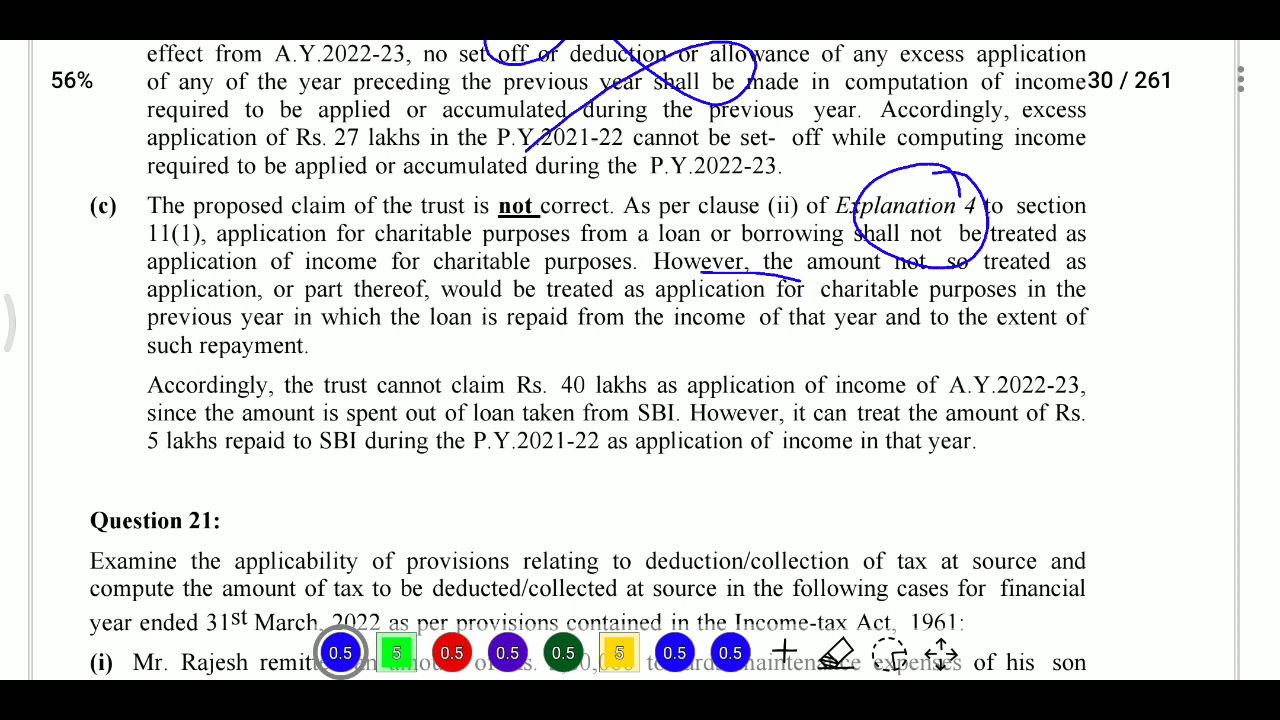 effect from A.Y.2022-23, no set off or deduction or allowance of any excess application
56%
of any of the year preceding the previous year shall be made in computation of income
30 / 261
required to be applied or accumulated during the previous year. Accordingly, excess
application of Rs. 27 lakhs in the P.Y.2021-22 cannot be set- off while computing income
required to be applied or accumulated during the P.Y.2022-23.
(c) The proposed claim of the trust is not correct. As per clause (ii) of Explanation 4 to section
11(1), application for charitable purposes from a loan or borrowing shall not be treated as
application of income for charitable purposes. However, the amount not so treated as
application, or part thereof, would be treated as application for charitable purposes in the
previous year in which the loan is repaid from the income of that year and to the extent of
such repayment.
Accordingly, the trust cannot claim Rs. 40 lakhs as application of income of A.Y.2022-23,
since the amount is spent out of loan taken from SBI. However, it can treat the amount of Rs.
5 lakhs repaid to SBI during the P.Y.2021-22 as application of income in that year.
Question 21:
Examine the applicability of provisions relating to deduction/collection of tax at source and
compute the amount of tax to be deducted/collected at source in the following cases for financial
year ended 31st March, 2022 as per provisions contained in the Income-tax Act, 1961:
(i) Mr. Rajesh maintenance expenses of his son
0.5 5 0.5 0.5 0.5 5 0.5 0.5